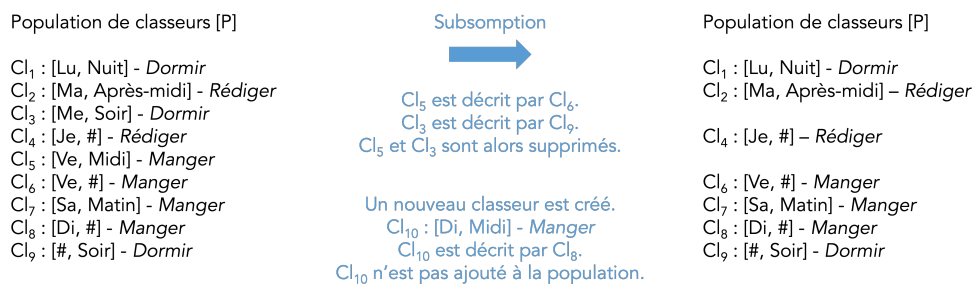 Population de classeurs [P]
Cl1 : [Lu, Nuit] - Dormir
Cl2 : [Ma, Après-midi] - Rédiger
Cl3 : [Me, Soir] - Dormir
Cl4 : [Je, #] - Rédiger
Cl5 : [Ve, Midi] - Manger
Cl6 : [Ve, #] - Manger
Cl7 : [Sa, Matin] - Manger
Cl8 : [Di, #] - Manger
Cl9 : [#, Soir] - Dormir
Subsomption
Cl5 est décrit par Cl6.
Cl3 est décrit par Cl9.
Cl5 et Cl3 sont alors supprimés.
Un nouveau classeur est créé.
Cl10 : [Di, Midi] - Manger
Cl10 est décrit par Cl8.
Cl10 n'est pas ajouté à la population.
Population de classeurs [P]
Cl1 : [Lu, Nuit] - Dormir
Cl2 : [Ma, Après-midi] – Rédiger
Cl4 : [Je, #] – Rédiger
Cl6 : [Ve, #] - Manger
Cl7 : [Sa, Matin] - Manger
Cl8 : [Di, #] - Manger
Cl9 : [#, Soir] - Dormir